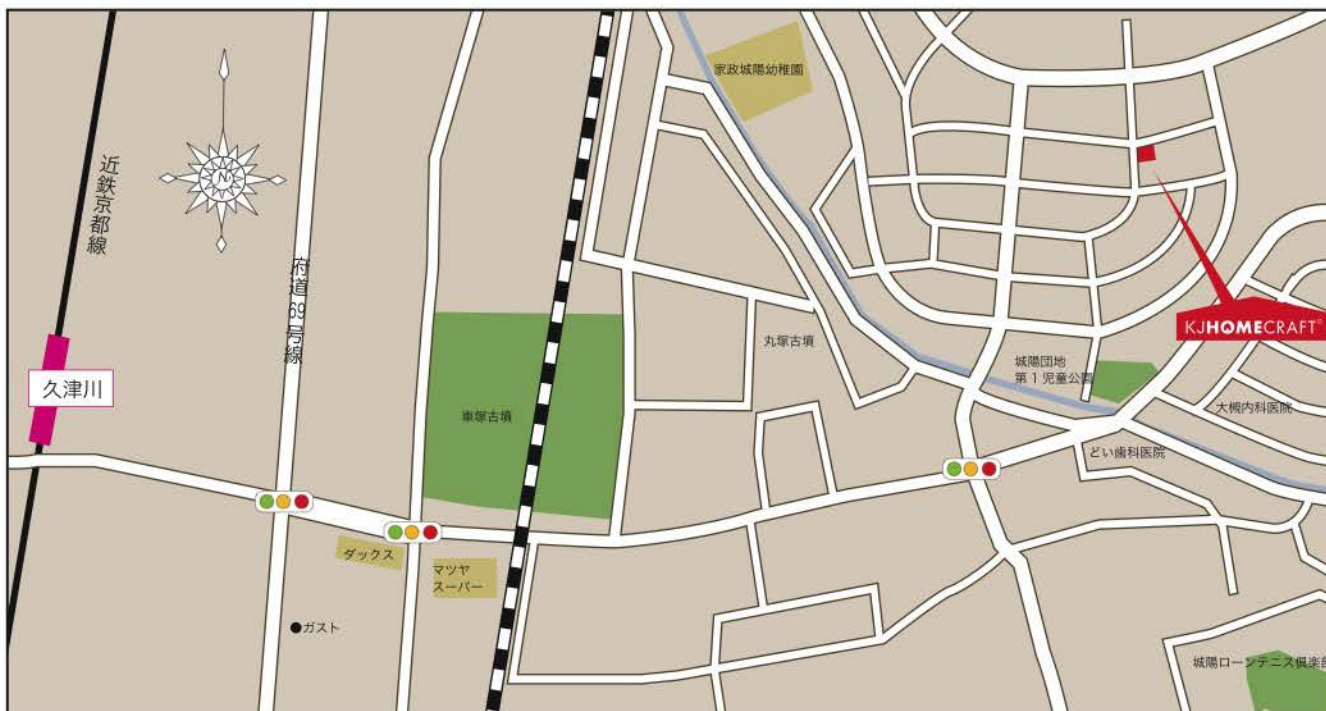 家政城陽幼稚園
近鉄京都線
N
府道69号線
KJHOMECRAFT®
丸塚古墳
城陽団地
第1児童公園
久津川
車塚古墳
大槻内科医院
どい歯科医院
ダックス
マツヤ
スーパー
●ガスト
城陽ローンテニス倶楽部